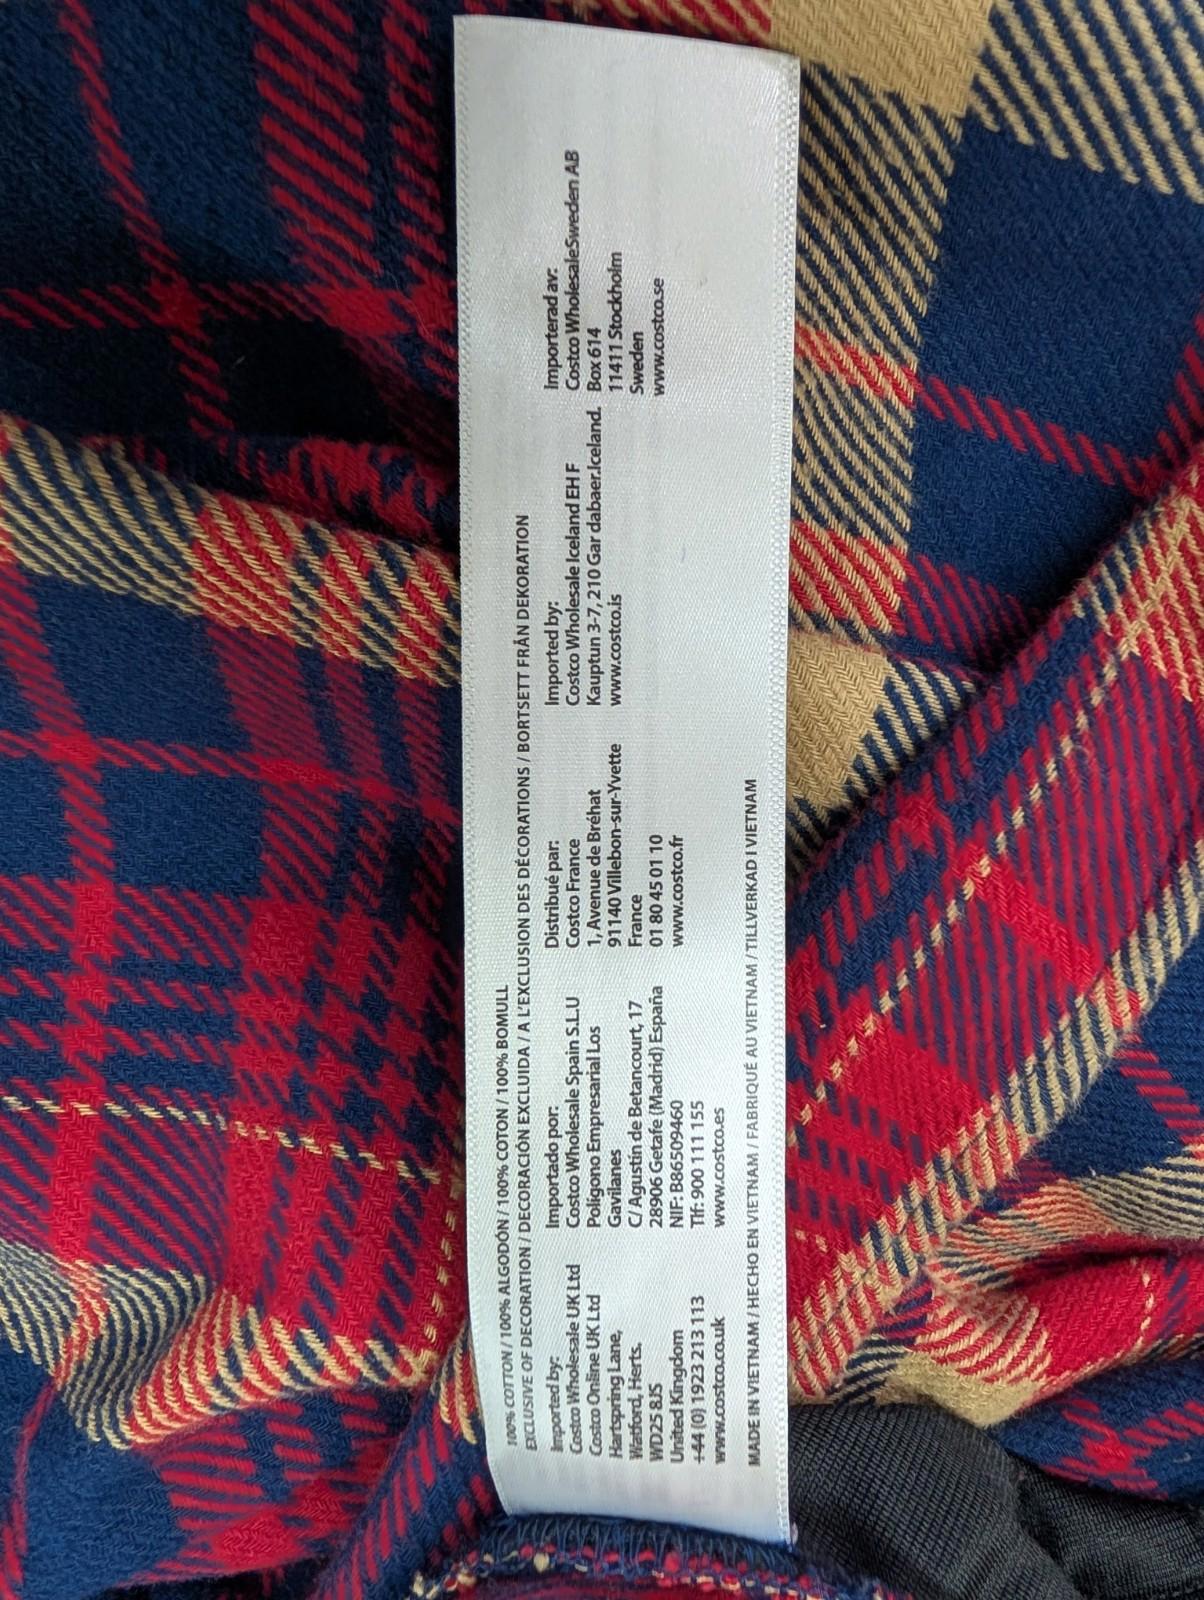 100% COTTON / 100% ALGODÓN / 100% COTON / 100% BOMULL
EXCLUSIVE OF DECORATION / DECORACIÓN EXCLUIDA / A L'EXCLUSION DES DÉCORATIONS / BORTSETT FRÅN DEKORATION
Imported by:
Costco Wholesale UK Ltd
Costco Online UK Ltd
Hartspring Lane,
Watford, Herts.
WD25 8JS
United Kingdom
+44 (0) 1923 213 113
www.costco.co.uk
Importado por:
Costco Wholesale Spain S.L.U
Polígono Empresarial Los
Gavilanes
C/ Agustín de Betancourt, 17
28906 Getafe (Madrid) España
NIF: B86509460
Tlf: 900 111 155
www.costco.es
Distribué par:
Costco France
1, Avenue de Bréhat
91140 Villebon-sur-Yvette
France
01 80 45 01 10
www.costco.fr
Imported by:
Costco Wholesale Iceland EH F
Kauptun 3-7, 210 Gar dabaer.Iceland.
www.costco.is
Importerad av:
Costco WholesaleSweden AB
Box 614
11411 Stockholm
Sweden
www.costco.se
MADE IN VIETNAM / HECHO EN VIETNAM / FABRIQUÉ AU VIETNAM / TILLVERKAD I VIETNAM